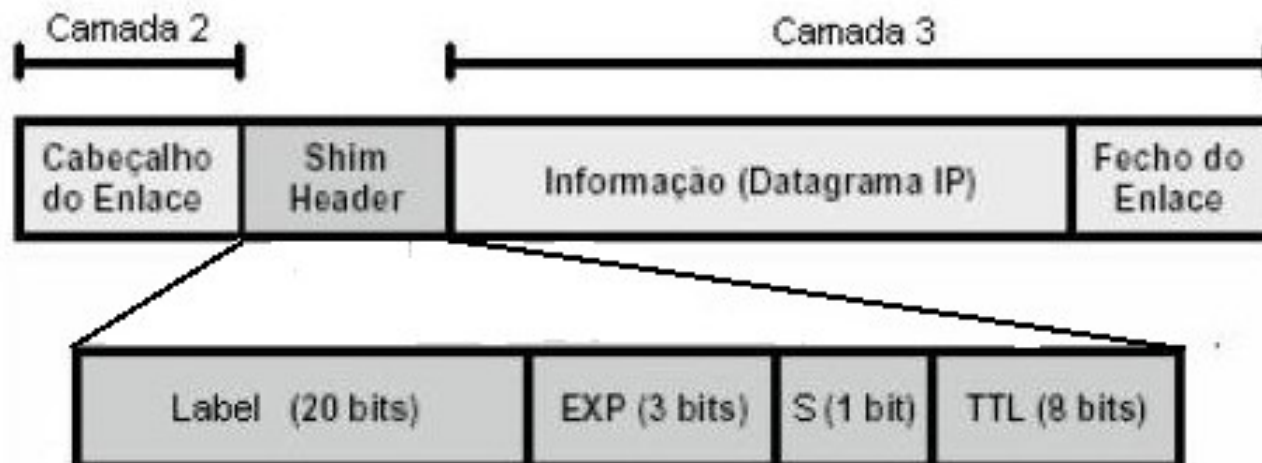 Camada 2
Camada 3
Cabeçalho
do Enlace
Shim
Header
Informação (Datagrama IP)
Fecho do
Enlace
Label (20 bits)
EXP (3 bits)
S (1 bit)
TTL (8 bits)